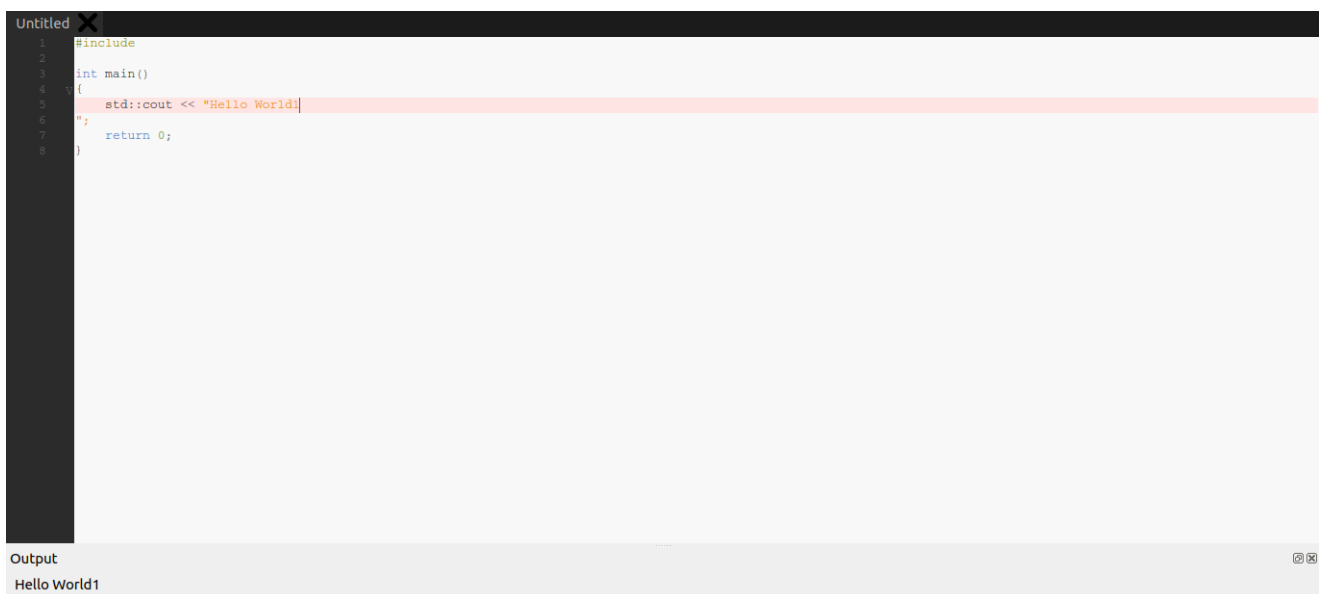 Untitled
1 #include
2
3 int main()
4 {
5     std::cout << "Hello World1
6 ";
7     return 0;
8 }
Output
Hello World1